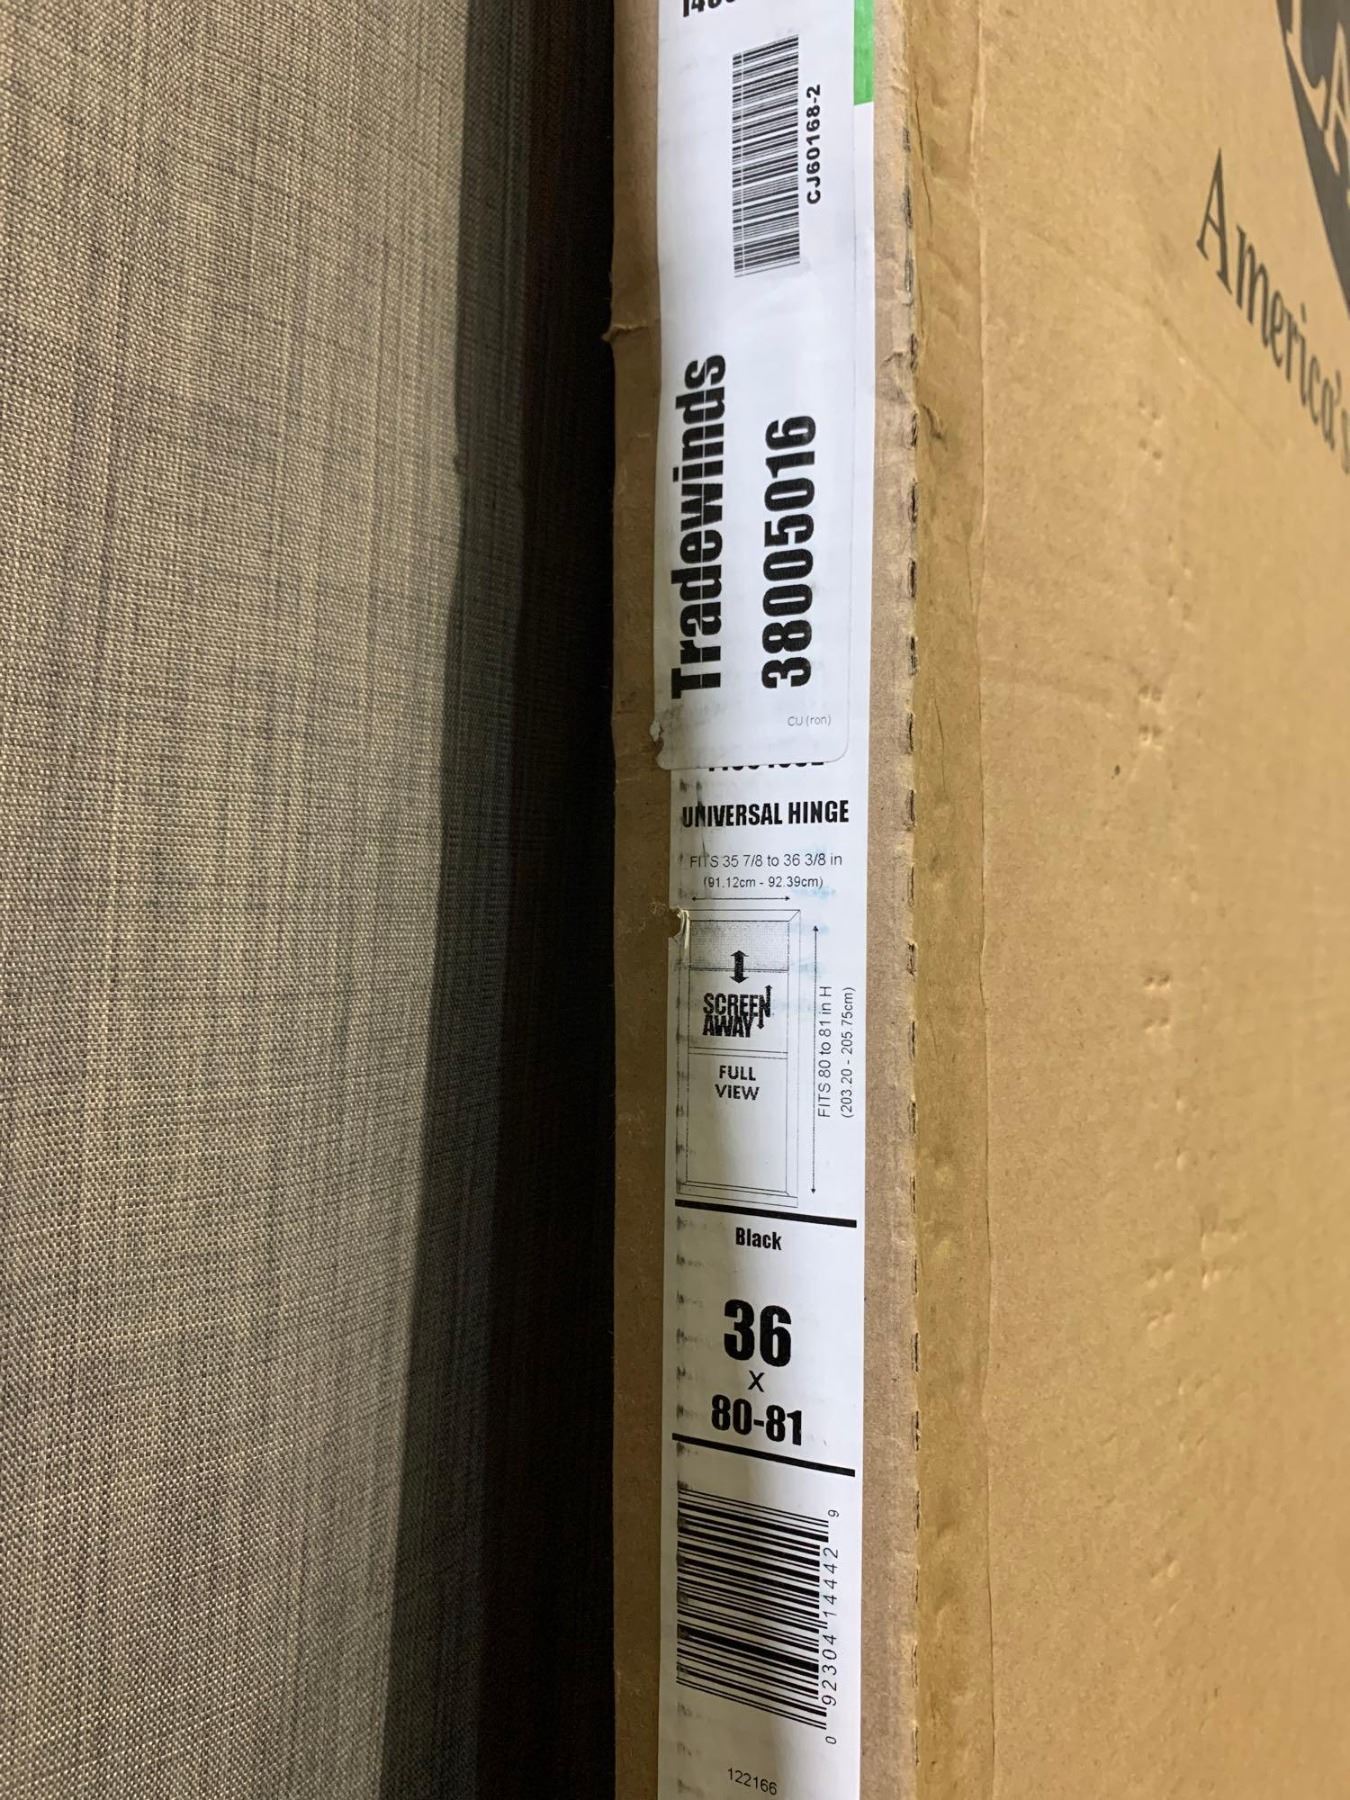 CJ60168-2
Tradewinds
38005016
CU (ron)
UNIVERSAL HINGE
FITS 35 7/8 to 36 3/8 in
(91.12cm - 92.39cm)
SCREEN
AWAY
FULL
VIEW
FITS 80 to 81 in H
(203.20 - 205.75cm)
Black
36
x
80-81
0 92304 14442 9
122166
America's